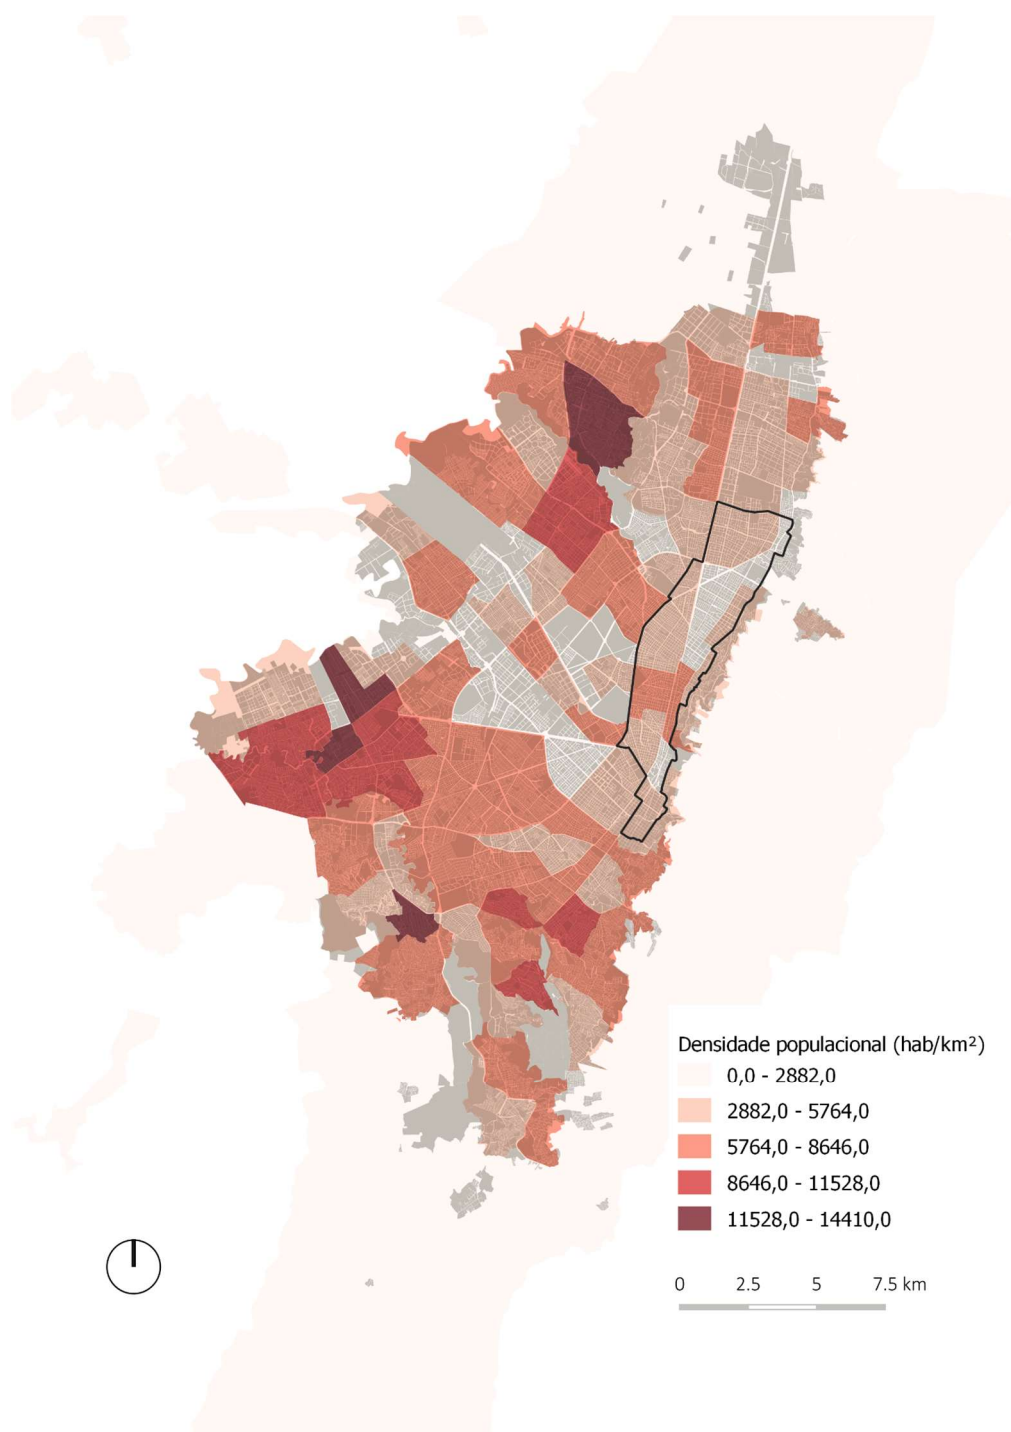 Densidade populacional (hab/km²)
0,0 - 2882,0
2882,0 - 5764,0
5764,0 - 8646,0
8646,0 - 11528,0
11528,0 - 14410,0
0 2.5 5 7.5 km